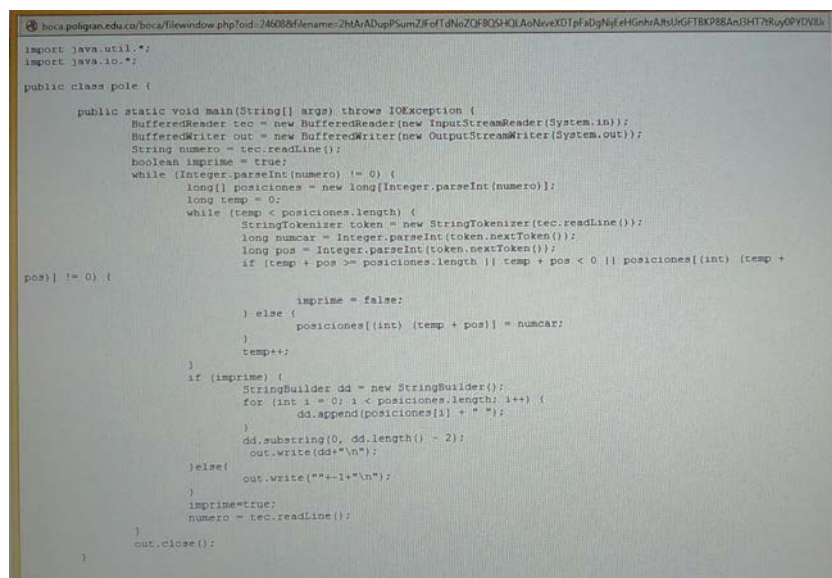 boca.poligran.edu.co/boca/filewindow.php?oid=24608&filename=
import java.util.*;
import java.io.*;
public class pole {
public static void main(String[] args) throws IOException {
BufferedReader tec = new BufferedReader(new InputStreamReader(System.in));
BufferedWriter out = new BufferedWriter(new OutputStreamWriter(System.out));
String numero = tec.readLine();
boolean imprime = true;
while (Integer.parseInt(numero) != 0) {
long[] posiciones = new long[Integer.parseInt(numero)];
long temp = 0;
while (temp < posiciones.length) {
StringTokenizer token = new StringTokenizer(tec.readLine());
long numcar = Integer.parseInt(token.nextToken());
long pos = Integer.parseInt(token.nextToken());
if (temp + pos >= posiciones.length || temp + pos < 0 || posiciones[(int) (temp +
pos)] != 0) {
imprime = false;
} else {
posiciones[(int) (temp + pos)] = numcar;
}
temp++;
}
if (imprime) {
StringBuilder dd = new StringBuilder();
for (int i = 0; i < posiciones.length; i++) {
dd.append(posiciones[i] + " ");
}
dd.substring(0, dd.length() - 2);
out.write(dd+"\n");
}else{
out.write(""+-1+"\n");
}
imprime=true;
numero = tec.readLine();
}
out.close();
}